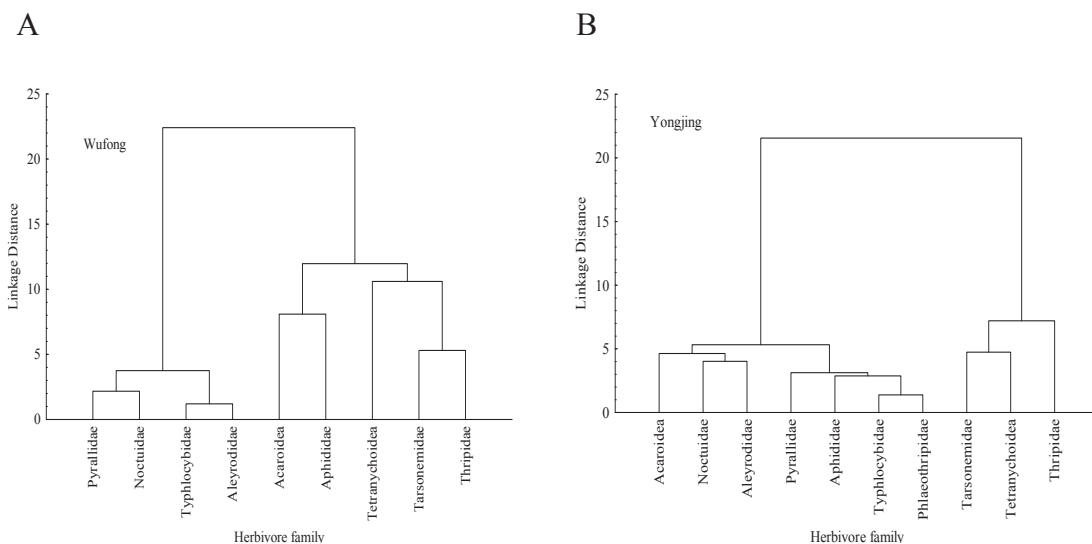 A
B
25
20
15
10
5
0
Wufong
Linkage Distance
Pyrallidae
Noctuidae
Typhlocybidae
Aleyrodidae
Acaroidea
Aphididae
Tetranychoidea
Tarsonemidae
Thripidae
Herbivore family
25
20
15
10
5
0
Yongjing
Linkage Distance
Acaroidea
Noctuidae
Aleyrodidae
Pyrallidae
Aphididae
Typhlocybidae
Phlaeothripidae
Tarsonemidae
Tetranychoidea
Thripidae
Herbivore family